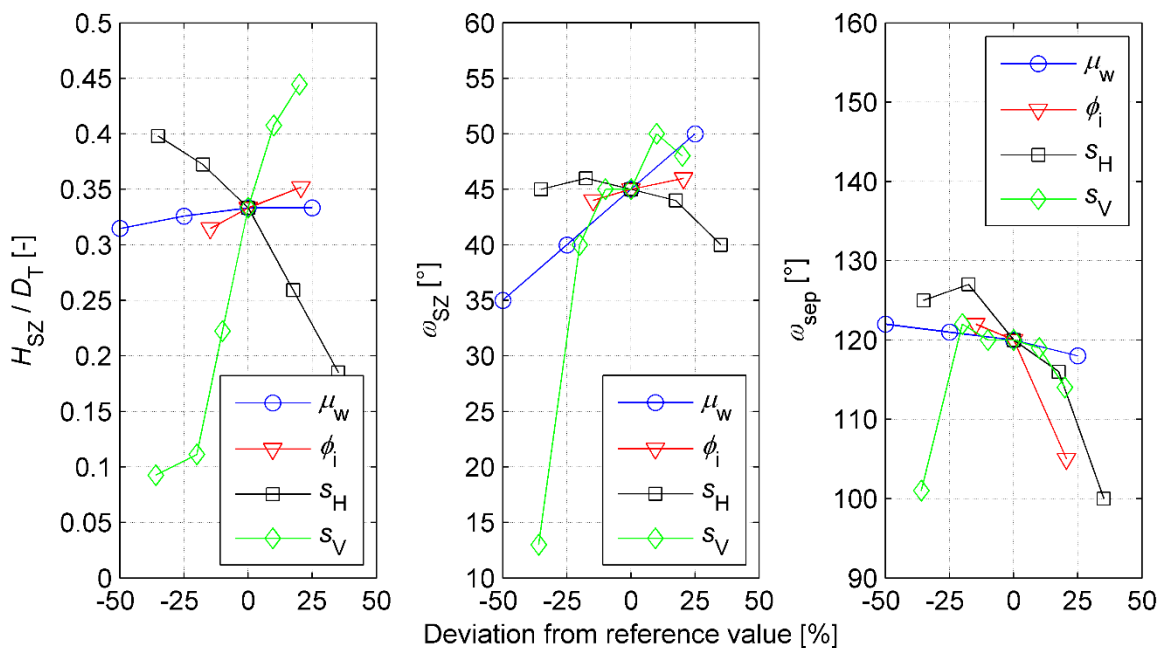 H_SZ / D_T [-]
0.5
0.45
0.4
0.35
0.3
0.25
0.2
0.15
0.1
0.05
0
-50 -25 0 25 50
μ_w
ϕ_i
s_H
s_V
ω_SZ [°]
60
55
50
45
40
35
30
25
20
15
10
-50 -25 0 25 50
μ_w
ϕ_i
s_H
s_V
ω_sep [°]
160
150
140
130
120
110
100
90
-50 -25 0 25 50
μ_w
ϕ_i
s_H
s_V
Deviation from reference value [%]